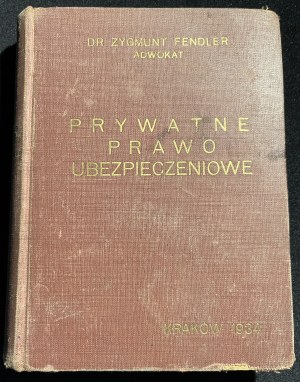 DR. ZYGMUNT FENDLER
ADWOKAT
PRYWATNE
PRAWO
UBEZPIECZENIOWE
KRAKÓW 1934